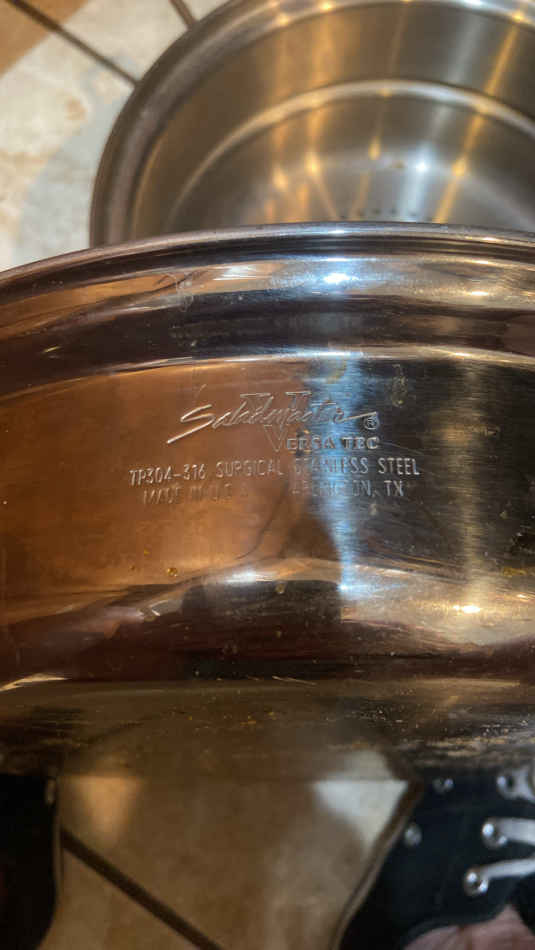 Saladmaster®
VERSA TEC
TP304-316 SURGICAL STAINLESS STEEL
MADE IN U.S.A. ARLINGTON, TX